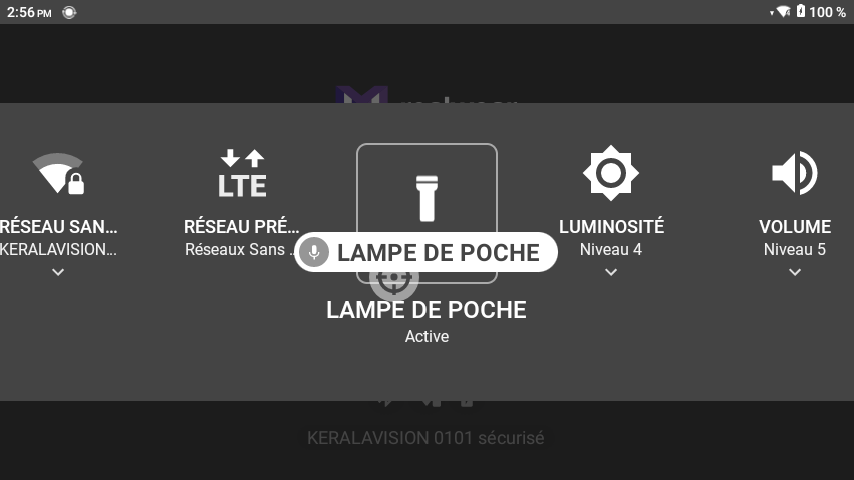 2:56 PM
100 %
RÉSEAU SAN...
KERALAVISION...
LTE
RÉSEAU PRÉ...
Réseaux Sans ..
LAMPE DE POCHE
LAMPE DE POCHE
Active
LUMINOSITÉ
Niveau 4
VOLUME
Niveau 5
KERALAVISION 0101 sécurisé